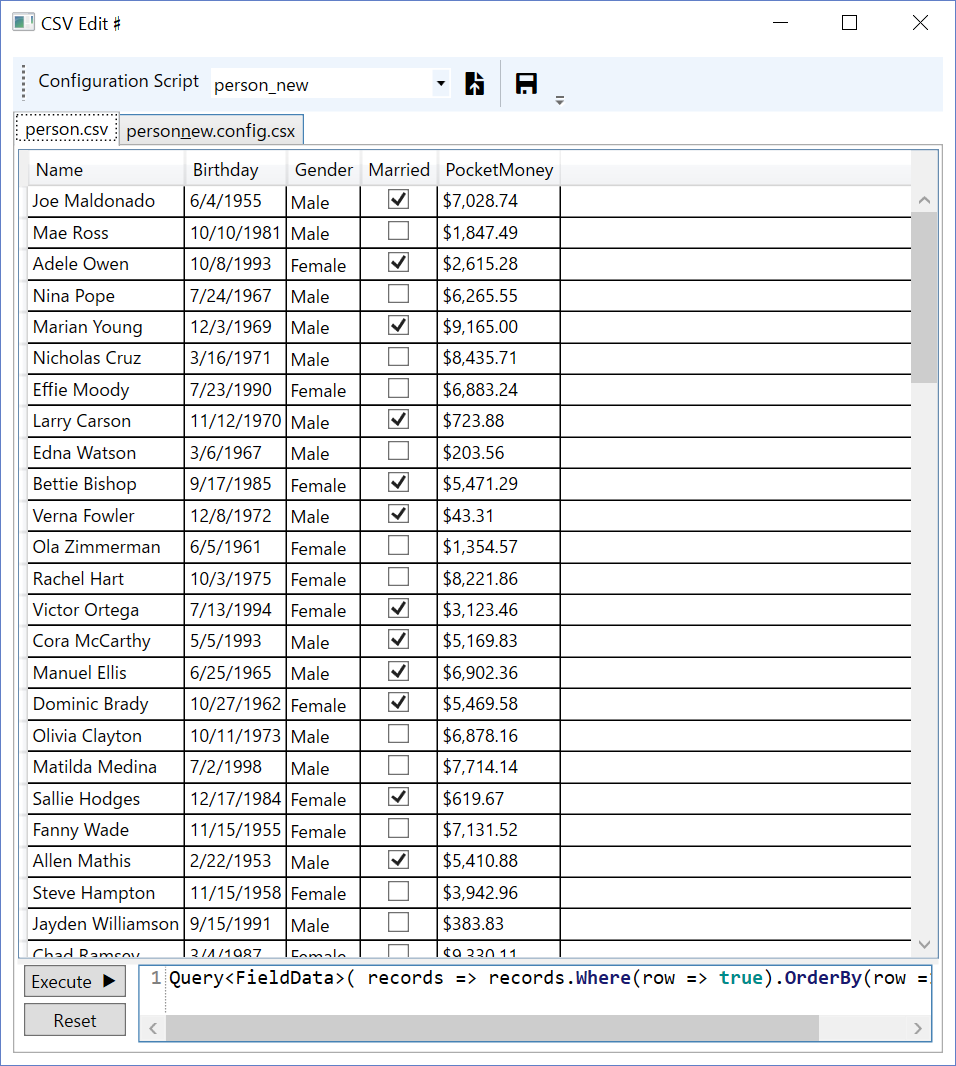 CSV Edit ♯
Configuration Script person_new
person.csv personnew.config.csx
Name Birthday Gender Married PocketMoney
Joe Maldonado 6/4/1955 Male $7,028.74
Mae Ross 10/10/1981 Male $1,847.49
Adele Owen 10/8/1993 Female $2,615.28
Nina Pope 7/24/1967 Male $6,265.55
Marian Young 12/3/1969 Male $9,165.00
Nicholas Cruz 3/16/1971 Male $8,435.71
Effie Moody 7/23/1990 Female $6,883.24
Larry Carson 11/12/1970 Male $723.88
Edna Watson 3/6/1967 Male $203.56
Bettie Bishop 9/17/1985 Female $5,471.29
Verna Fowler 12/8/1972 Male $43.31
Ola Zimmerman 6/5/1961 Female $1,354.57
Rachel Hart 10/3/1975 Female $8,221.86
Victor Ortega 7/13/1994 Female $3,123.46
Cora McCarthy 5/5/1993 Male $5,169.83
Manuel Ellis 6/25/1965 Male $6,902.36
Dominic Brady 10/27/1962 Female $5,469.58
Olivia Clayton 10/11/1973 Male $6,878.16
Matilda Medina 7/2/1998 Male $7,714.14
Sallie Hodges 12/17/1984 Female $619.67
Fanny Wade 11/15/1955 Female $7,131.52
Allen Mathis 2/22/1953 Male $5,410.88
Steve Hampton 11/15/1958 Female $3,942.96
Jayden Williamson 9/15/1991 Male $383.83
Chad Ramsey 3/4/1987 Female $9,330.11
Execute 1 Query<FieldData>( records => records.Where(row => true).OrderBy(row =
Reset